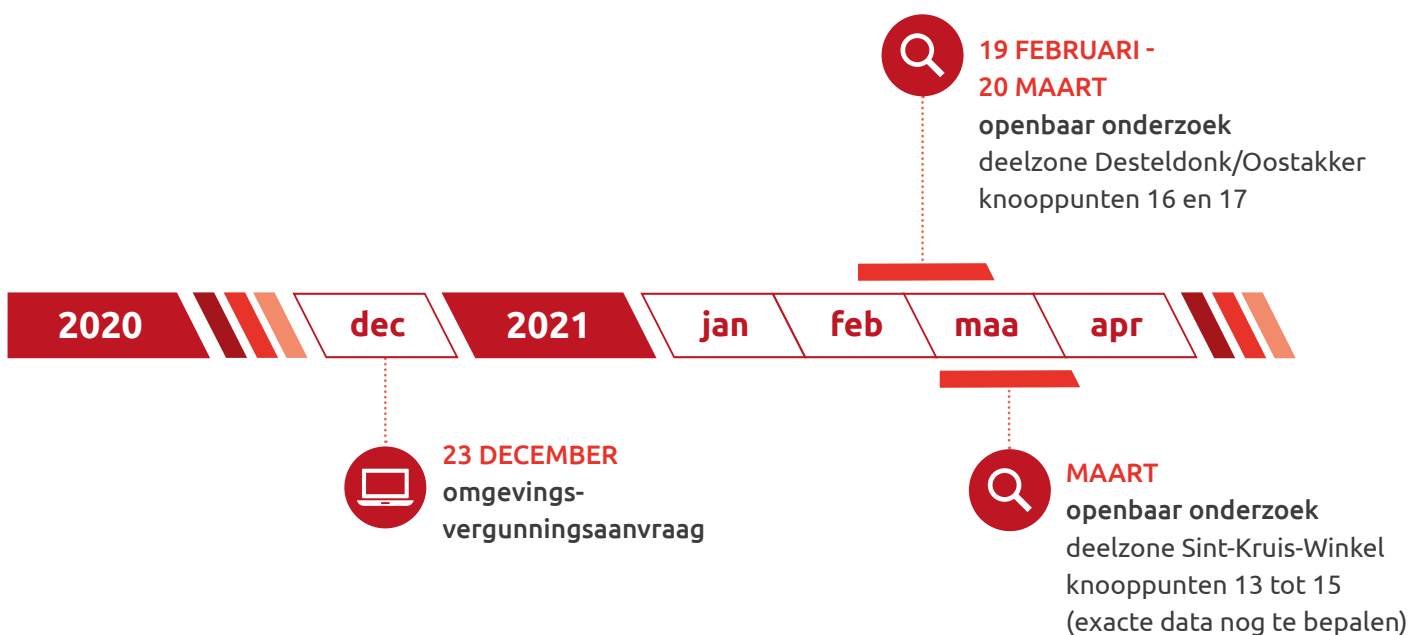 19 FEBRUARI -
20 MAART
openbaar onderzoek
deelzone Desteldonk/Oostakker
knooppunten 16 en 17
2020
dec
2021
jan
feb
maa
apr
23 DECEMBER
omgevings-
vergunningsaanvraag
MAART
openbaar onderzoek
deelzone Sint-Kruis-Winkel
knooppunten 13 tot 15
(exacte data nog te bepalen)